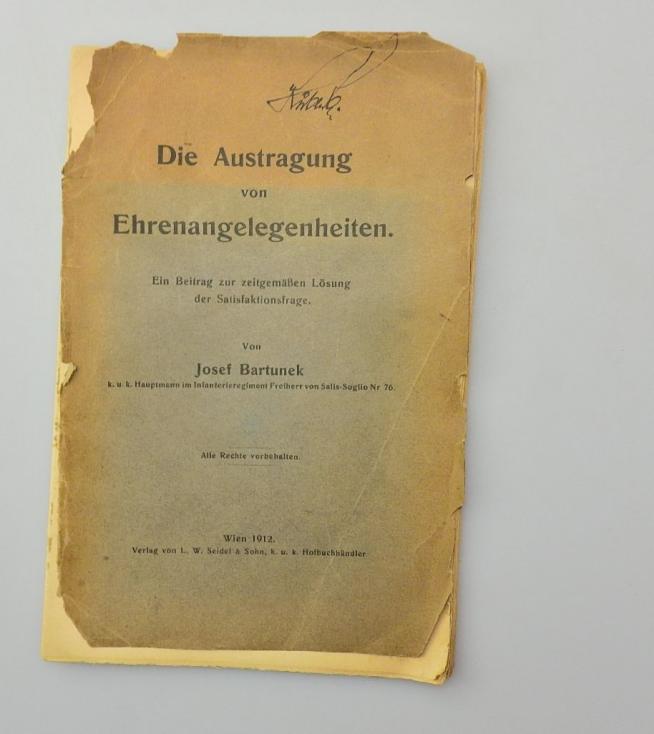 Die Austragung
von
Ehrenangelegenheiten.
Ein Beitrag zur zeitgemäßen Lösung
der Satisfaktionsfrage.
Von
Josef Bartunek
k. u. k. Hauptmann im Infanterieregiment Freiherr von Salis-Soglio Nr 76.
Alle Rechte vorbehalten.
Wien 1912.
Verlag von L. W. Seidel & Sohn, k. u. k. Hofbuchhändler